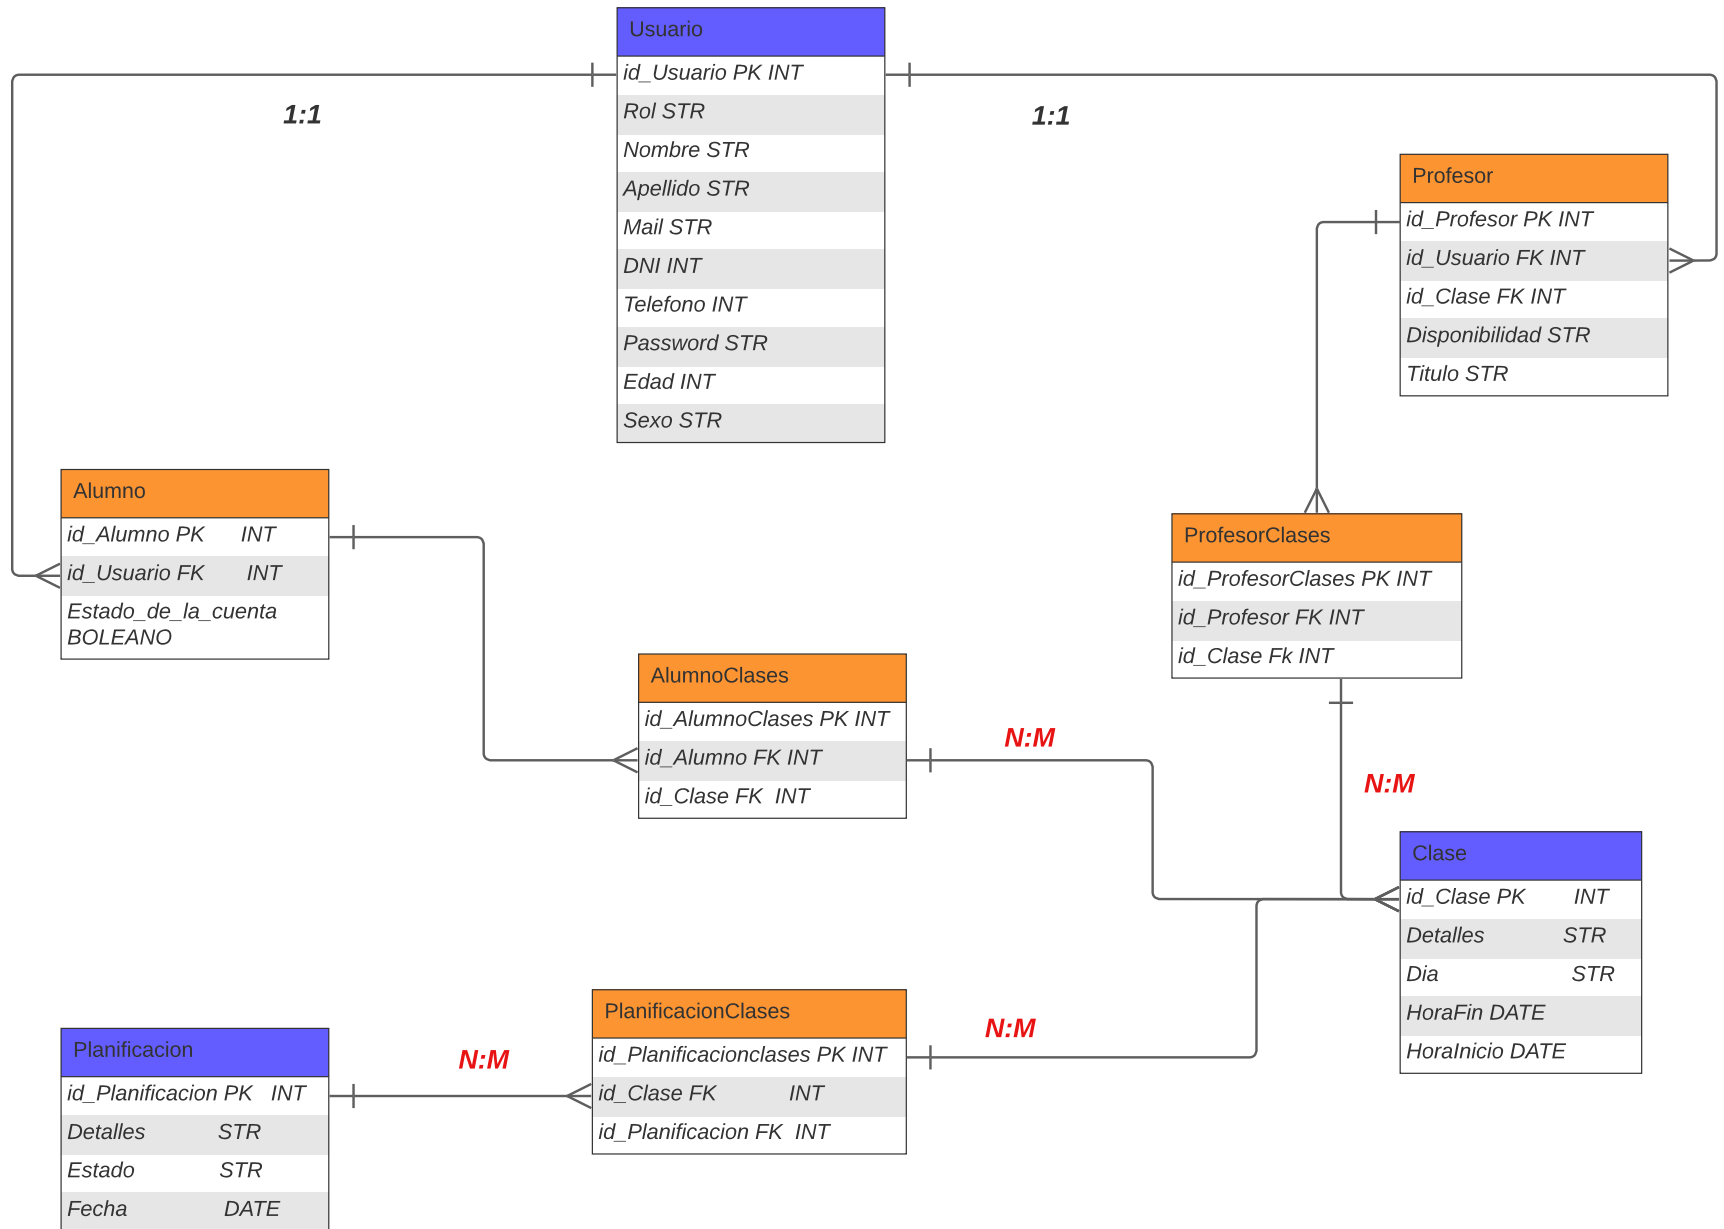 Usuario
id_Usuario PK INT
Rol STR
Nombre STR
Apellido STR
Mail STR
DNI INT
Telefono INT
Password STR
Edad INT
Sexo STR
1:1
1:1
Profesor
id_Profesor PK INT
id_Usuario FK INT
id_Clase FK INT
Disponibilidad STR
Titulo STR
Alumno
id_Alumno PK INT
id_Usuario FK INT
Estado_de_la_cuenta
BOLEANO
ProfesorClases
id_ProfesorClases PK INT
id_Profesor FK INT
id_Clase Fk INT
AlumnoClases
id_AlumnoClases PK INT
id_Alumno FK INT
id_Clase FK INT
N:M
N:M
Clase
id_Clase PK INT
Detalles STR
Dia STR
HoraFin DATE
HoraInicio DATE
PlanificacionClases
id_Planificacionclases PK INT
id_Clase FK INT
id_Planificacion FK INT
N:M
N:M
Planificacion
id_Planificacion PK INT
Detalles STR
Estado STR
Fecha DATE